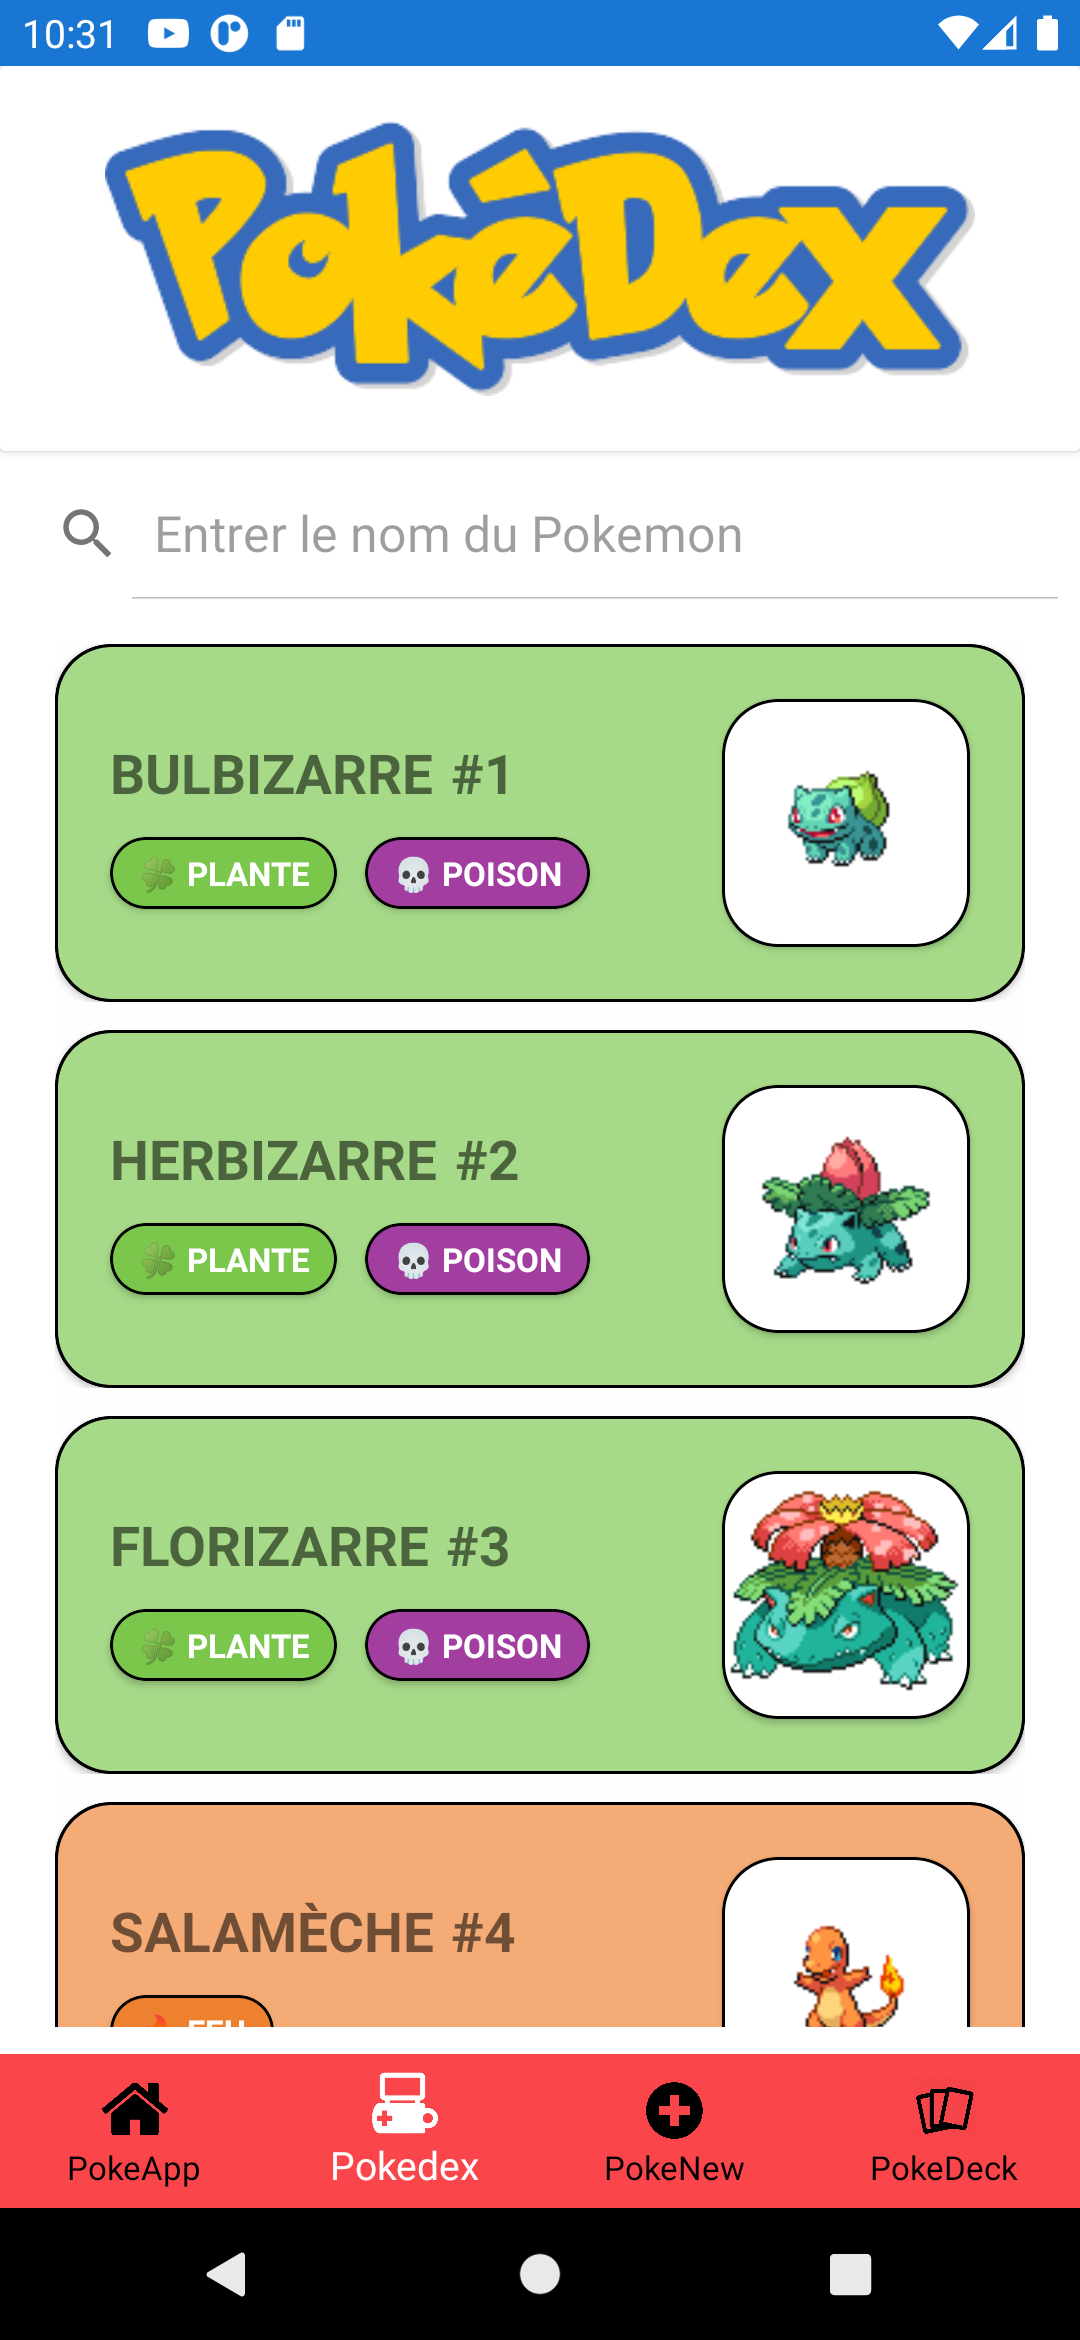 10:31
PokéDex
Entrer le nom du Pokemon
BULBIZARRE #1
PLANTE POISON
HERBIZARRE #2
PLANTE POISON
FLORIZARRE #3
PLANTE POISON
SALAMÈCHE #4
FEU
PokeApp Pokedex PokeNew PokeDeck